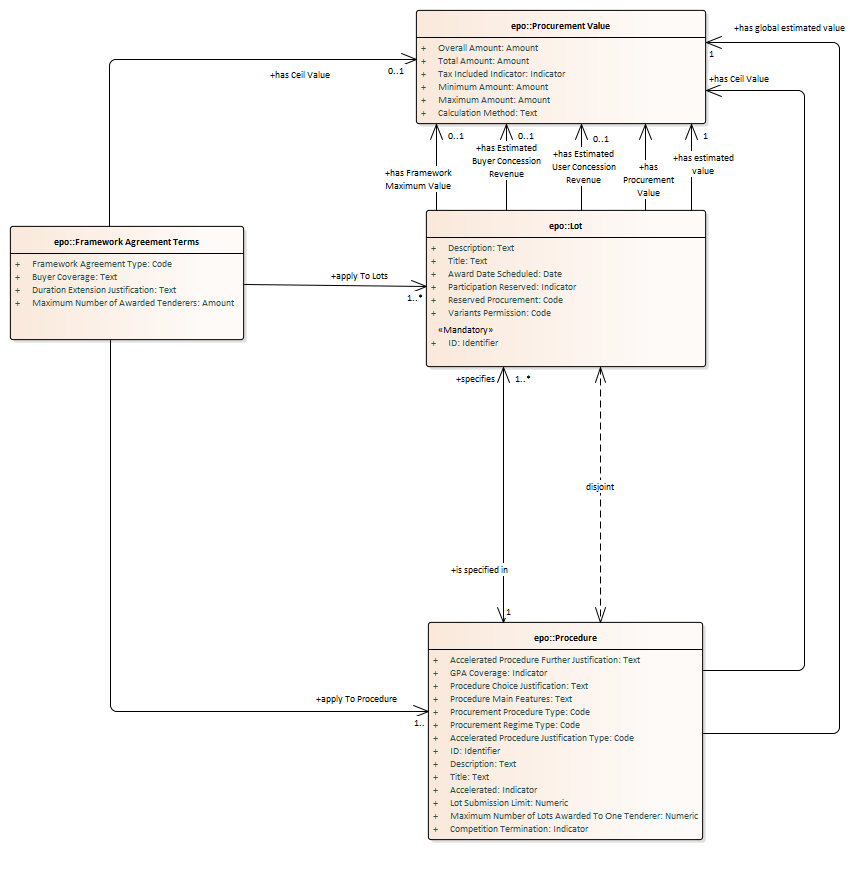 epo::Procurement Value
+ Overall Amount: Amount
+ Total Amount: Amount
+ Tax Included Indicator: Indicator
+ Minimum Amount: Amount
+ Maximum Amount: Amount
+ Calculation Method: Text
+has global estimated value
1
+has Ceil Value
+has Ceil Value
0..1
0..1
+has Framework
Maximum Value
0..1
+has Estimated
Buyer Concession
Revenue
0..1
+has Estimated
User Concession
Revenue
+has
Procurement
Value
1
+has estimated
value
epo::Framework Agreement Terms
+ Framework Agreement Type: Code
+ Buyer Coverage: Text
+ Duration Extension Justification: Text
+ Maximum Number of Awarded Tenderers: Amount
+apply To Lots
1..*
epo::Lot
+ Description: Text
+ Title: Text
+ Award Date Scheduled: Date
+ Participation Reserved: Indicator
+ Reserved Procurement: Code
+ Variants Permission: Code
«Mandatory»
+ ID: Identifier
+specifies
1..*
disjoint
+is specified in
1
+apply To Procedure
1..
epo::Procedure
+ Accelerated Procedure Further Justification: Text
+ GPA Coverage: Indicator
+ Procedure Choice Justification: Text
+ Procedure Main Features: Text
+ Procurement Procedure Type: Code
+ Procurement Regime Type: Code
+ Accelerated Procedure Justification Type: Code
+ ID: Identifier
+ Description: Text
+ Title: Text
+ Accelerated: Indicator
+ Lot Submission Limit: Numeric
+ Maximum Number of Lots Awarded To One Tenderer: Numeric
+ Competition Termination: Indicator